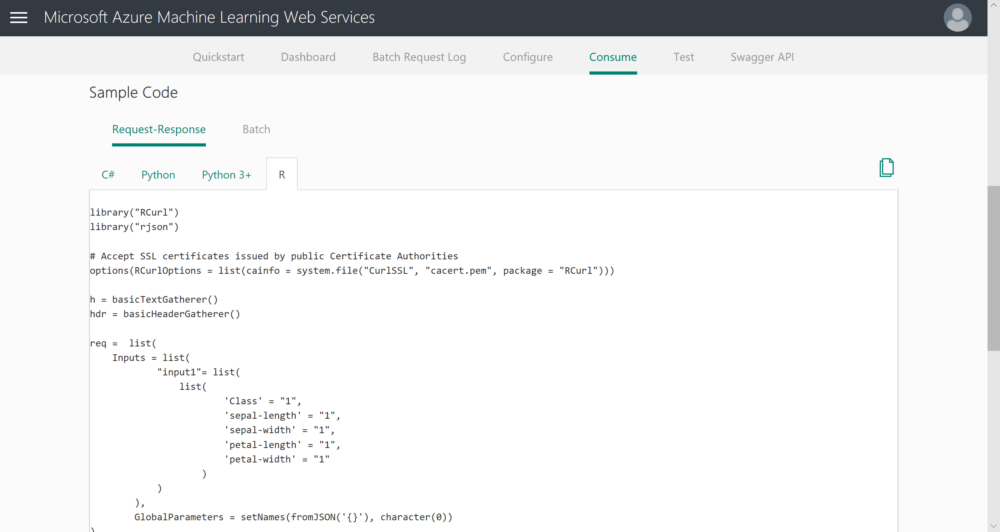 Microsoft Azure Machine Learning Web Services
Quickstart Dashboard Batch Request Log Configure Consume Test Swagger API
Sample Code
Request-Response Batch
C# Python Python 3+ R
library("RCurl")
library("rjson")
# Accept SSL certificates issued by public Certificate Authorities
options(RCurlOptions = list(cainfo = system.file("CurlSSL", "cacert.pem", package = "RCurl")))
h = basicTextGatherer()
hdr = basicHeaderGatherer()
req =  list(
    Inputs = list(
            "input1"= list(
                list(
                        'Class' = "1",
                        'sepal-length' = "1",
                        'sepal-width' = "1",
                        'petal-length' = "1",
                        'petal-width' = "1"
                    )
            )
        ),
        GlobalParameters = setNames(fromJSON('{}'), character(0))
)